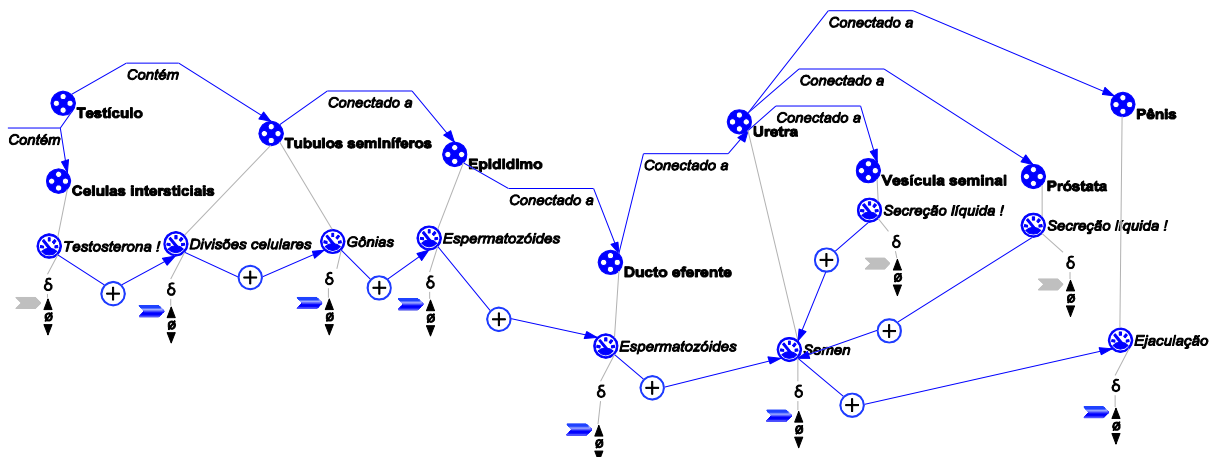 Conectado a
Contém
Testículo
Conectado a
Conectado a
Pênis
Contém
Conectado a
Uretra
Tubulos seminíferos
Epididimo
Conectado a
Vesícula seminal
Próstata
Celulas intersticiais
Conectado a
Secreção líquida !
Secreção líquida !
Testosterona !
Divisões celulares
Gônias
Espermatozóides
Ducto eferente
δ
δ
δ
δ
δ
δ
ø
ø
ø
ø
ø
ø
+
+
+
+
+
+
+
Espermatozóides
Semen
Ejaculação
δ
δ
δ
+
+
ø
ø
ø